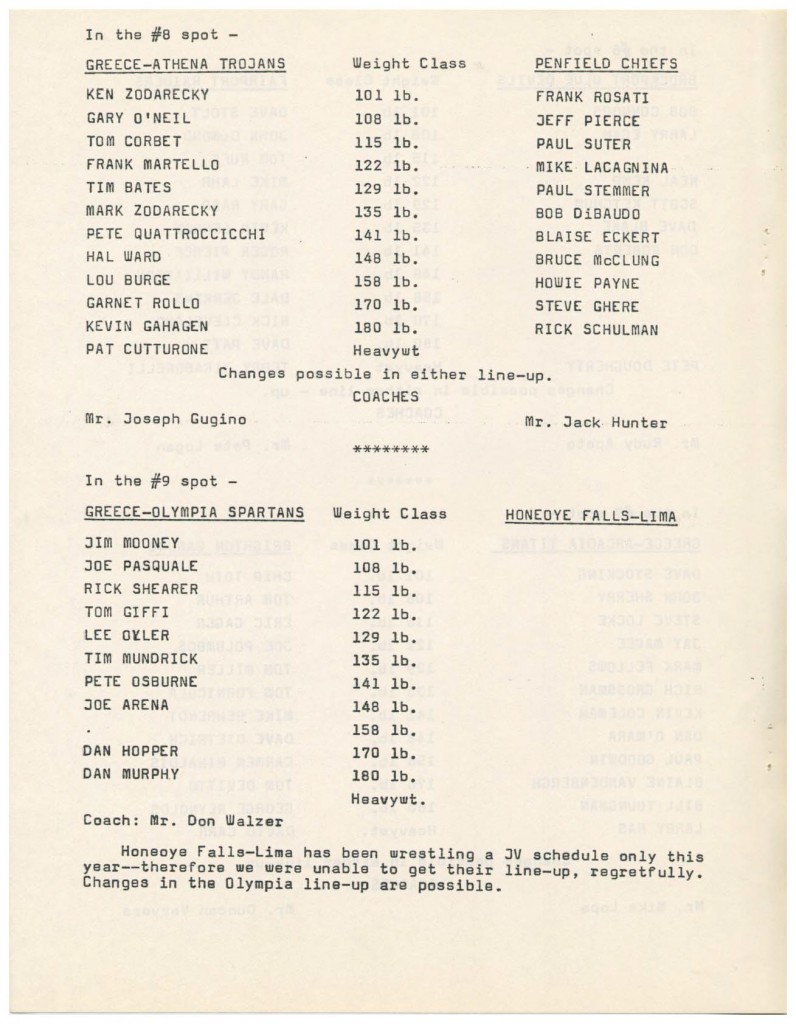 In the #8 spot -
GREECE-ATHENA TROJANS Weight Class PENFIELD CHIEFS
KEN ZODARECKY 101 lb. FRANK ROSATI
GARY O'NEIL 108 lb. JEFF PIERCE
TOM CORBET 115 lb. PAUL SUTER
FRANK MARTELLO 122 lb. MIKE LACAGNINA
TIM BATES 129 lb. PAUL STEMMER
MARK ZODARECKY 135 lb. BOB DiBAUDO
PETE QUATTROCCICCHI 141 lb. BLAISE ECKERT
HAL WARD 148 lb. BRUCE McCLUNG
LOU BURGE 158 lb. HOWIE PAYNE
GARNET ROLLO 170 lb. STEVE GHERE
KEVIN GAHAGEN 180 lb. RICK SCHULMAN
PAT CUTTURONE Heavywt
Changes possible in either line-up.
COACHES
Mr. Joseph Gugino Mr. Jack Hunter
********
In the #9 spot -
GREECE-OLYMPIA SPARTANS Weight Class HONEOYE FALLS-LIMA
JIM MOONEY 101 lb.
JOE PASQUALE 108 lb.
RICK SHEARER 115 lb.
TOM GIFFI 122 lb.
LEE 129 lb.
TIM MUNDRICK 135 lb.
PETE OSBURNE 141 lb.
JOE ARENA 148 lb.
. 158 lb.
DAN HOPPER 170 lb.
DAN MURPHY 180 lb.
Heavywt.
Coach: Mr. Don Walzer
Honeoye Falls-Lima has been wrestling a JV schedule only this
year--therefore we were unable to get their line-up, regretfully.
Changes in the Olympia line-up are possible.